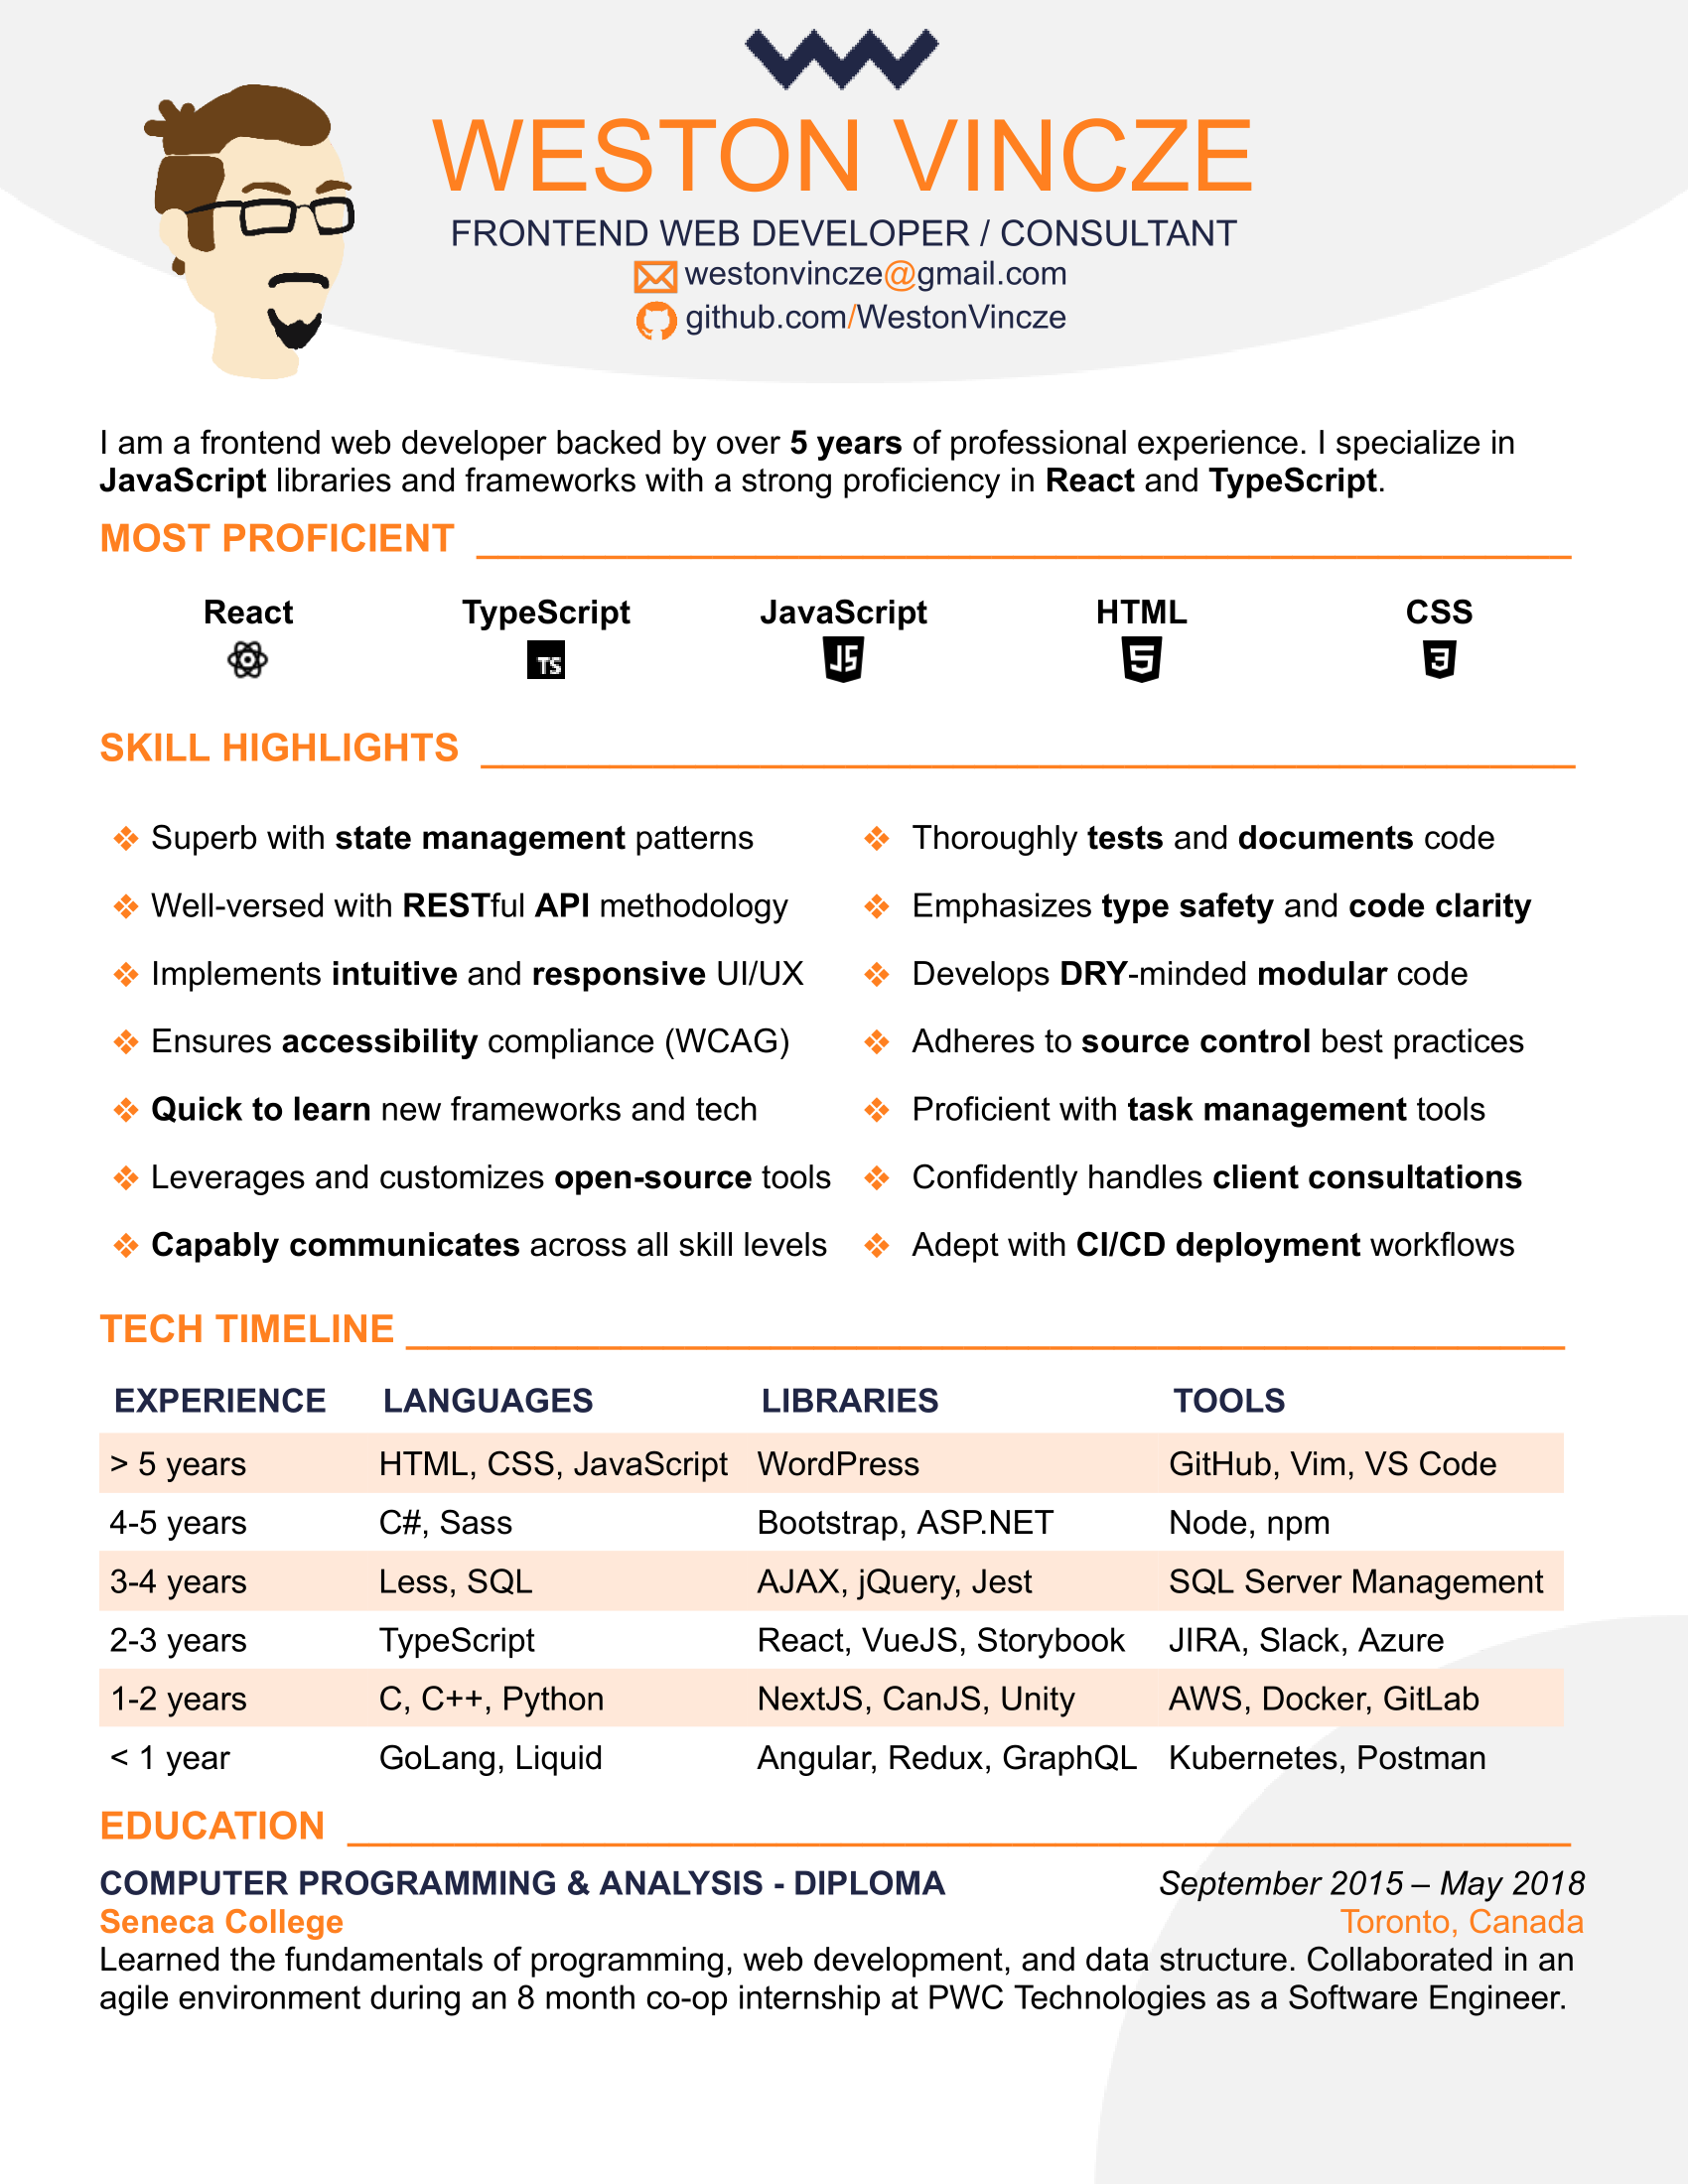 WESTON VINCZE
FRONTEND WEB DEVELOPER / CONSULTANT
westonvincze@gmail.com
github.com/WestonVincze
I am a frontend web developer backed by over 5 years of professional experience. I specialize in
JavaScript libraries and frameworks with a strong proficiency in React and TypeScript.
MOST PROFICIENT
React TypeScript JavaScript HTML CSS
TS JS 5 3
SKILL HIGHLIGHTS
❖ Superb with state management patterns ❖ Thoroughly tests and documents code
❖ Well-versed with RESTful API methodology ❖ Emphasizes type safety and code clarity
❖ Implements intuitive and responsive UI/UX ❖ Develops DRY-minded modular code
❖ Ensures accessibility compliance (WCAG) ❖ Adheres to source control best practices
❖ Quick to learn new frameworks and tech ❖ Proficient with task management tools
❖ Leverages and customizes open-source tools ❖ Confidently handles client consultations
❖ Capably communicates across all skill levels ❖ Adept with CI/CD deployment workflows
TECH TIMELINE
EXPERIENCE LANGUAGES LIBRARIES TOOLS
> 5 years HTML, CSS, JavaScript WordPress GitHub, Vim, VS Code
4-5 years C#, Sass Bootstrap, ASP.NET Node, npm
3-4 years Less, SQL AJAX, jQuery, Jest SQL Server Management
2-3 years TypeScript React, VueJS, Storybook JIRA, Slack, Azure
1-2 years C, C++, Python NextJS, CanJS, Unity AWS, Docker, GitLab
< 1 year GoLang, Liquid Angular, Redux, GraphQL Kubernetes, Postman
EDUCATION
COMPUTER PROGRAMMING & ANALYSIS - DIPLOMA September 2015 – May 2018
Seneca College Toronto, Canada
Learned the fundamentals of programming, web development, and data structure. Collaborated in an
agile environment during an 8 month co-op internship at PWC Technologies as a Software Engineer.